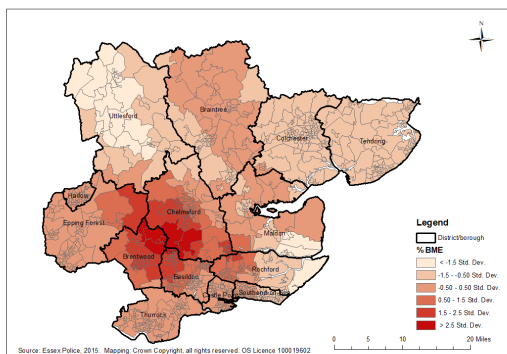 N
Uttlesford
Braintree
Colchester
Tendring
Harlow
Epping Forest
Chelmsford
Maldon
Brentwood
Basildon
Rochford
Castle Point
Southend-on-Sea
Thurrock
Legend
District/borough
% BME
< -1.5 Std. Dev.
-1.5 - -0.50 Std. Dev.
-0.50 - 0.50 Std. Dev.
0.50 - 1.5 Std. Dev.
1.5 - 2.5 Std. Dev.
> 2.5 Std. Dev.
0 5 10 20 Miles
Source: Essex Police, 2015. Mapping: Crown Copyright, all rights reserved. OS Licence 100019602